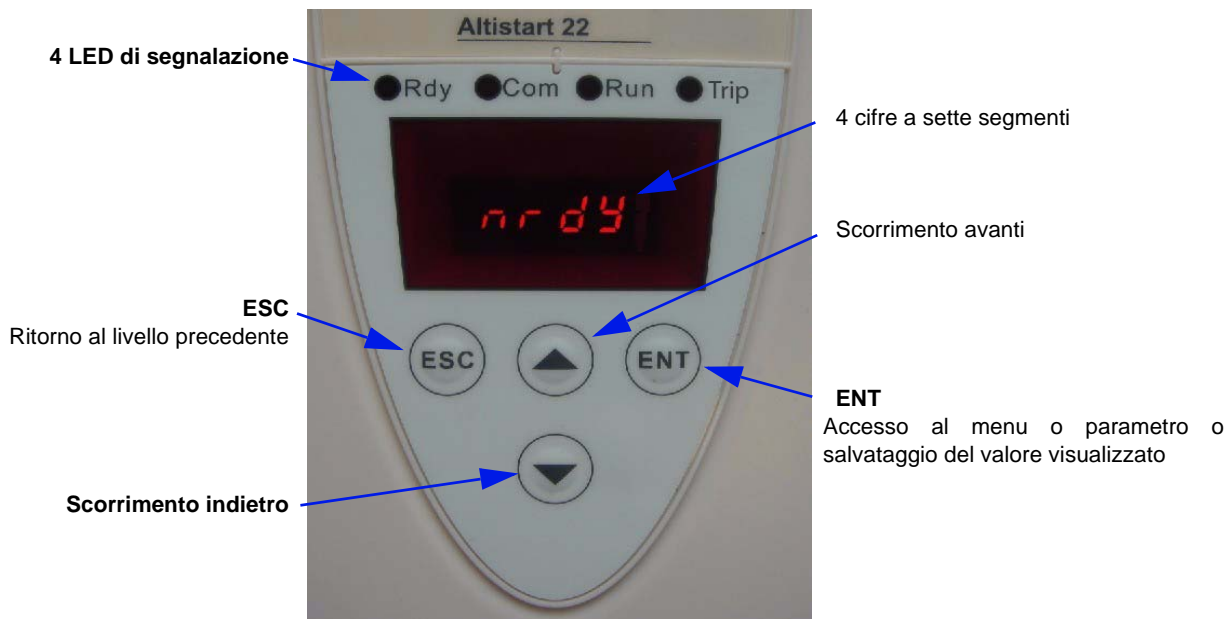 Altistart 22
4 LED di segnalazione
Rdy Com Run Trip
4 cifre a sette segmenti
nrdY
Scorrimento avanti
ESC
Ritorno al livello precedente
ESC
ENT
ENT
Accesso al menu o parametro o
salvataggio del valore visualizzato
Scorrimento indietro